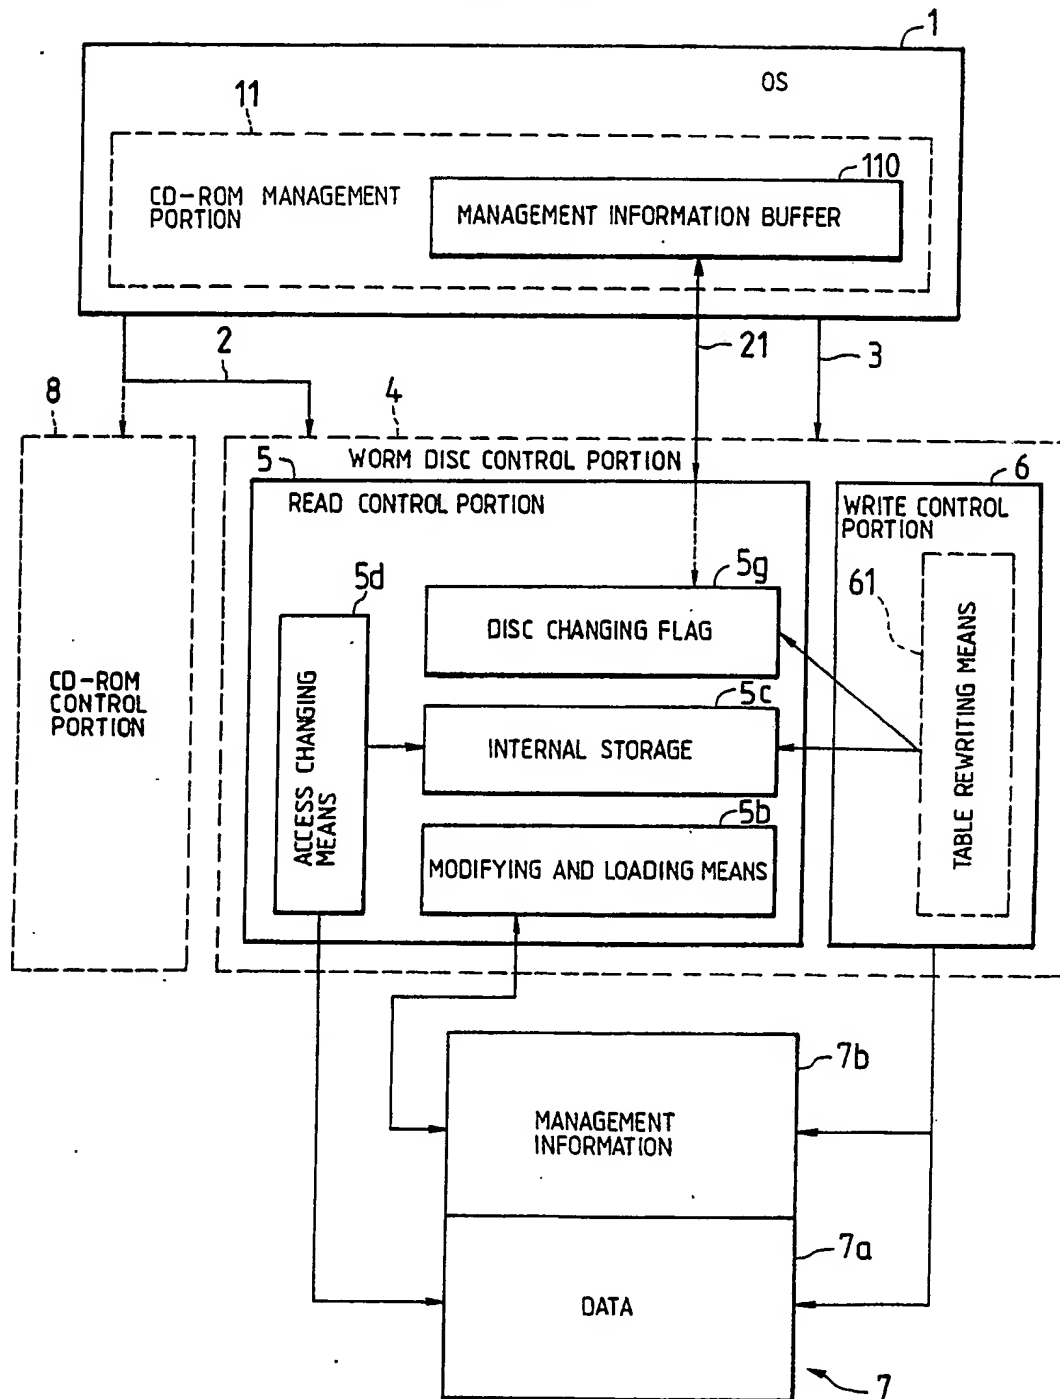 1
OS
11
110
CD-ROM MANAGEMENT
PORTION
MANAGEMENT INFORMATION BUFFER
2
21
3
8
4
WORM DISC CONTROL PORTION
5
6
READ CONTROL PORTION
WRITE CONTROL
PORTION
5d
5g
61
DISC CHANGING FLAG
CD-ROM
CONTROL
PORTION
ACCESS CHANGING
MEANS
5c
INTERNAL STORAGE
TABLE REWRITING MEANS
5b
MODIFYING AND LOADING MEANS
7b
MANAGEMENT
INFORMATION
7a
DATA
7